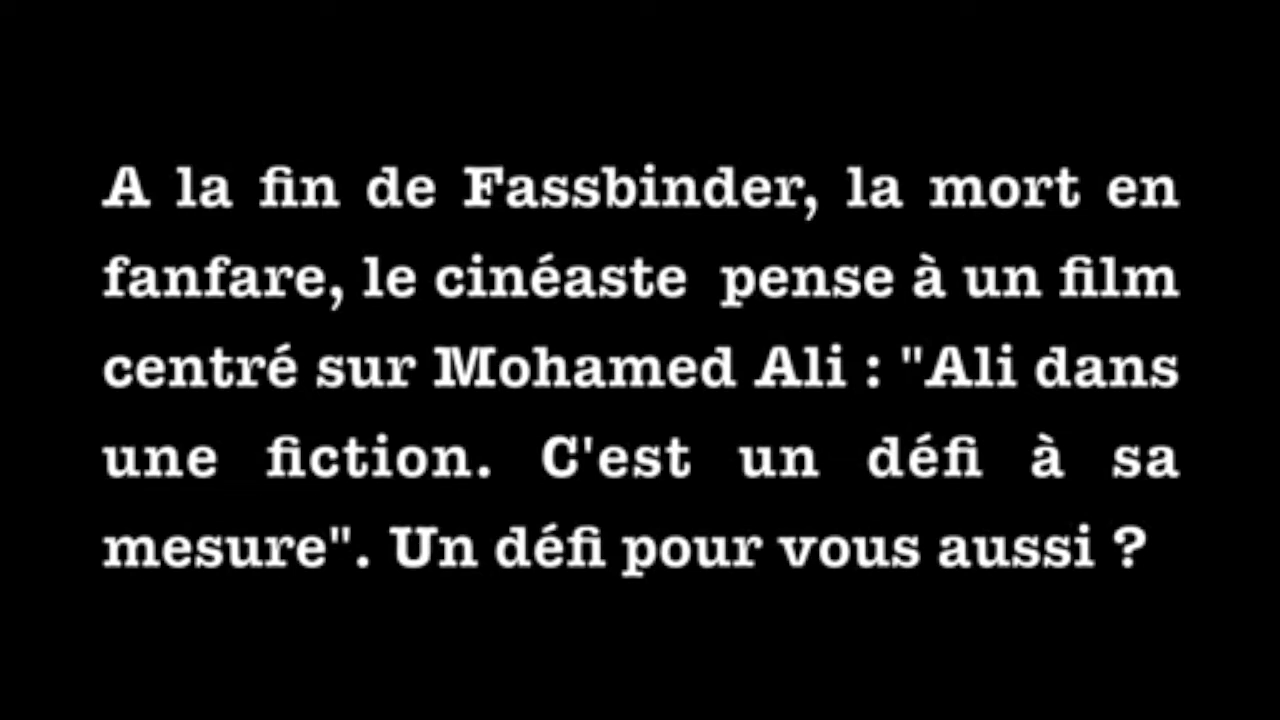 A la fin de Fassbinder, la mort en
fanfare, le cinéaste pense à un film
centré sur Mohamed Ali : "Ali dans
une fiction. C'est un défi à sa
mesure". Un défi pour vous aussi ?